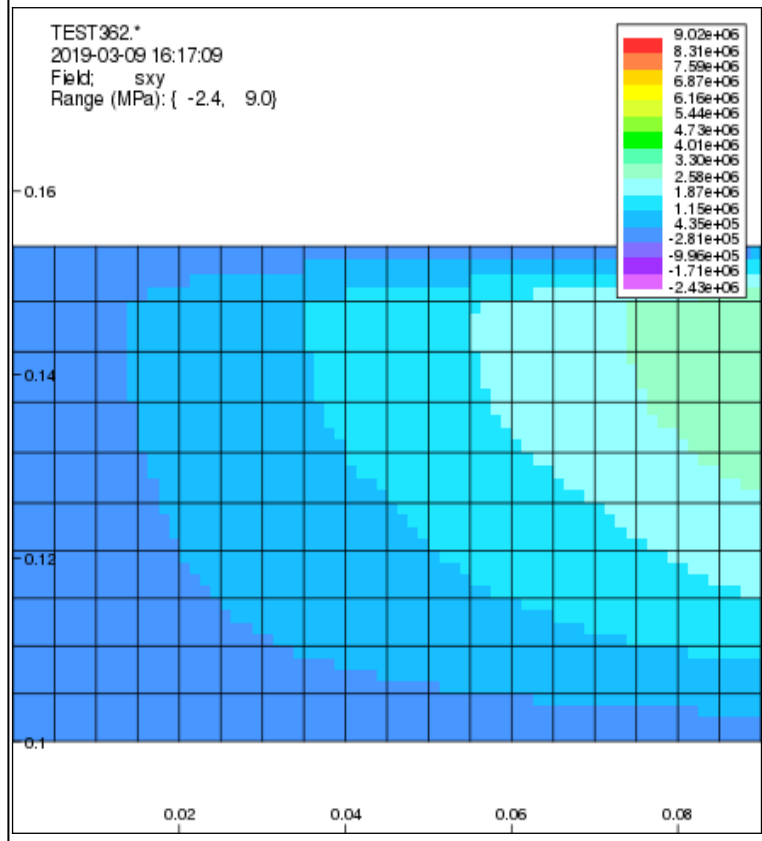 TEST362.*
2019-03-09 16:17:09
Field; sxy
Range (MPa): { -2.4, 9.0}
9.02e+06
8.31e+06
7.59e+06
6.87e+06
6.16e+06
5.44e+06
4.73e+06
4.01e+06
3.30e+06
2.58e+06
1.87e+06
1.15e+06
4.35e+05
-2.81e+05
-9.96e+05
-1.71e+06
-2.43e+06
0.16
0.14
0.12
0.1
0.02 0.04 0.06 0.08